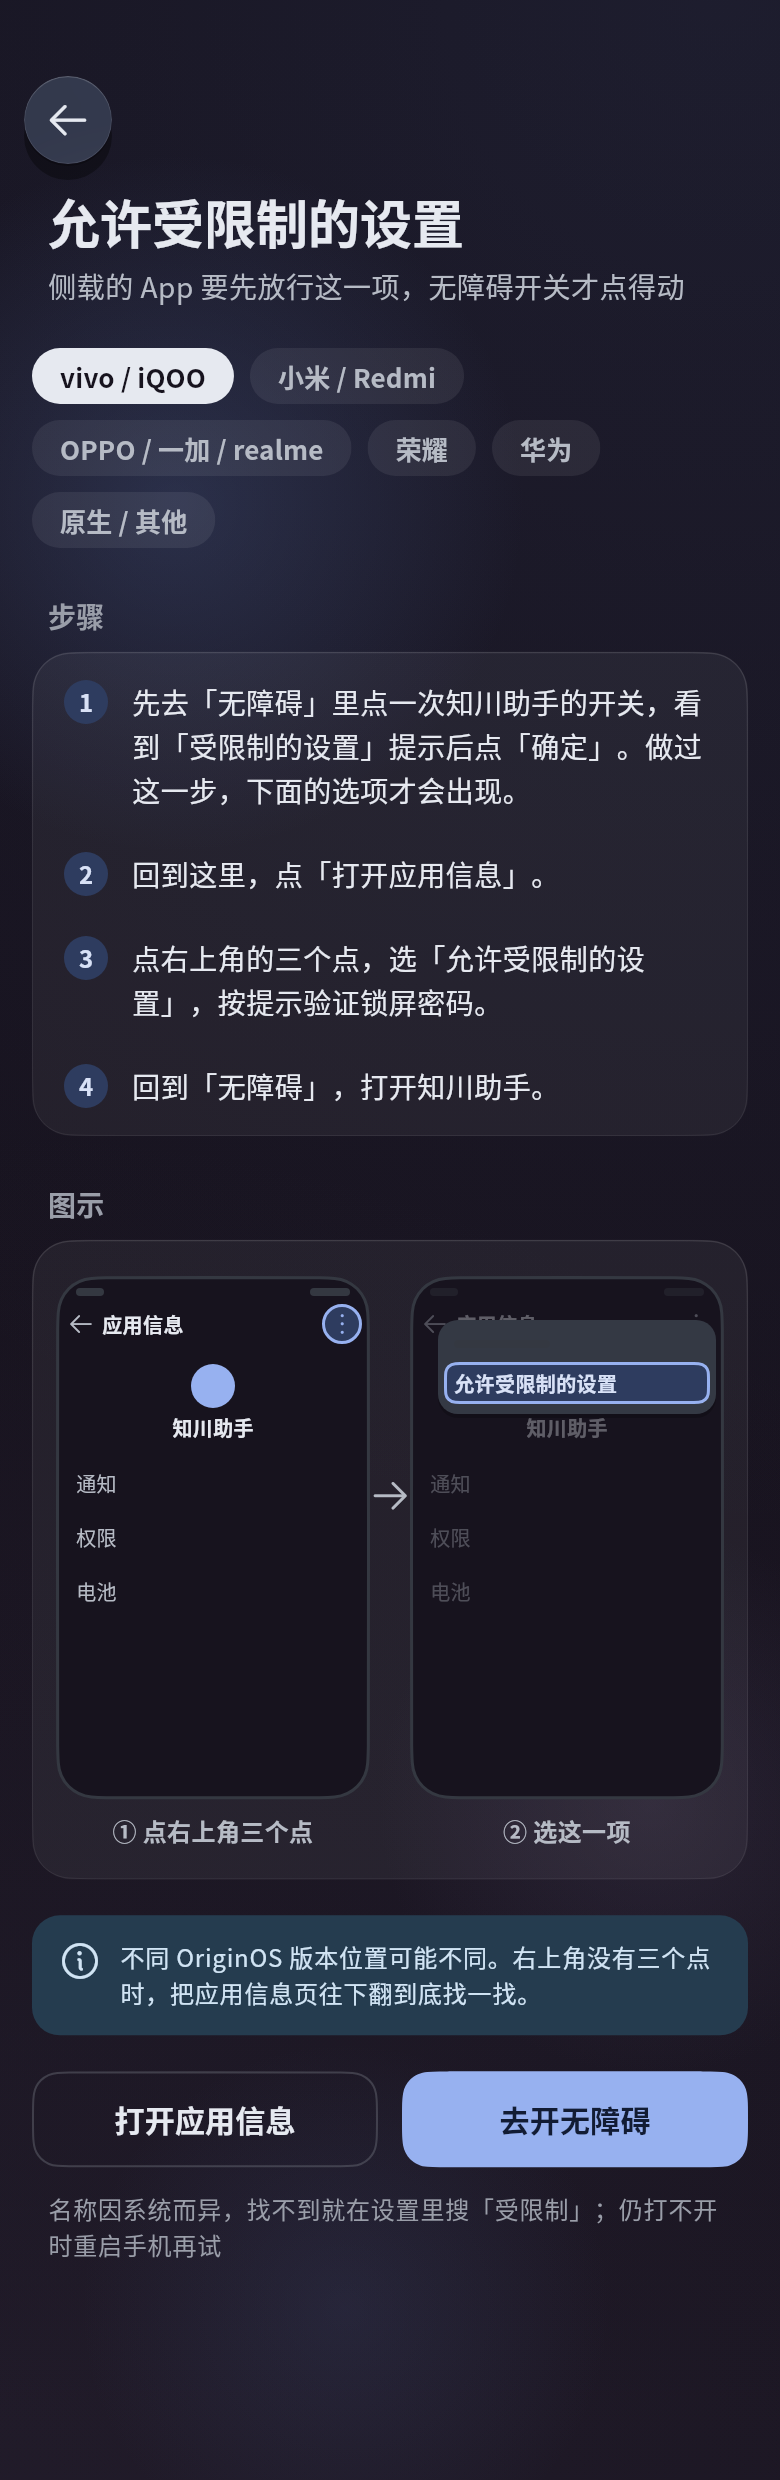 允许受限制的设置
侧载的 App 要先放行这一项，无障碍开关才点得动
vivo / iQOO
小米 / Redmi
OPPO / 一加 / realme
荣耀
华为
原生 / 其他
步骤
1
先去「无障碍」里点一次知川助手的开关，看
到「受限制的设置」提示后点「确定」。做过
这一步，下面的选项才会出现。
2
回到这里，点「打开应用信息」。
3
点右上角的三个点，选「允许受限制的设
置」，按提示验证锁屏密码。
4
回到「无障碍」，打开知川助手。
图示
应用信息
知川助手
通知
权限
电池
① 点右上角三个点
应用信息
允许受限制的设置
知川助手
通知
权限
电池
② 选这一项
不同 OriginOS 版本位置可能不同。右上角没有三个点
时，把应用信息页往下翻到底找一找。
打开应用信息
去开无障碍
名称因系统而异，找不到就在设置里搜「受限制」；仍打不开
时重启手机再试